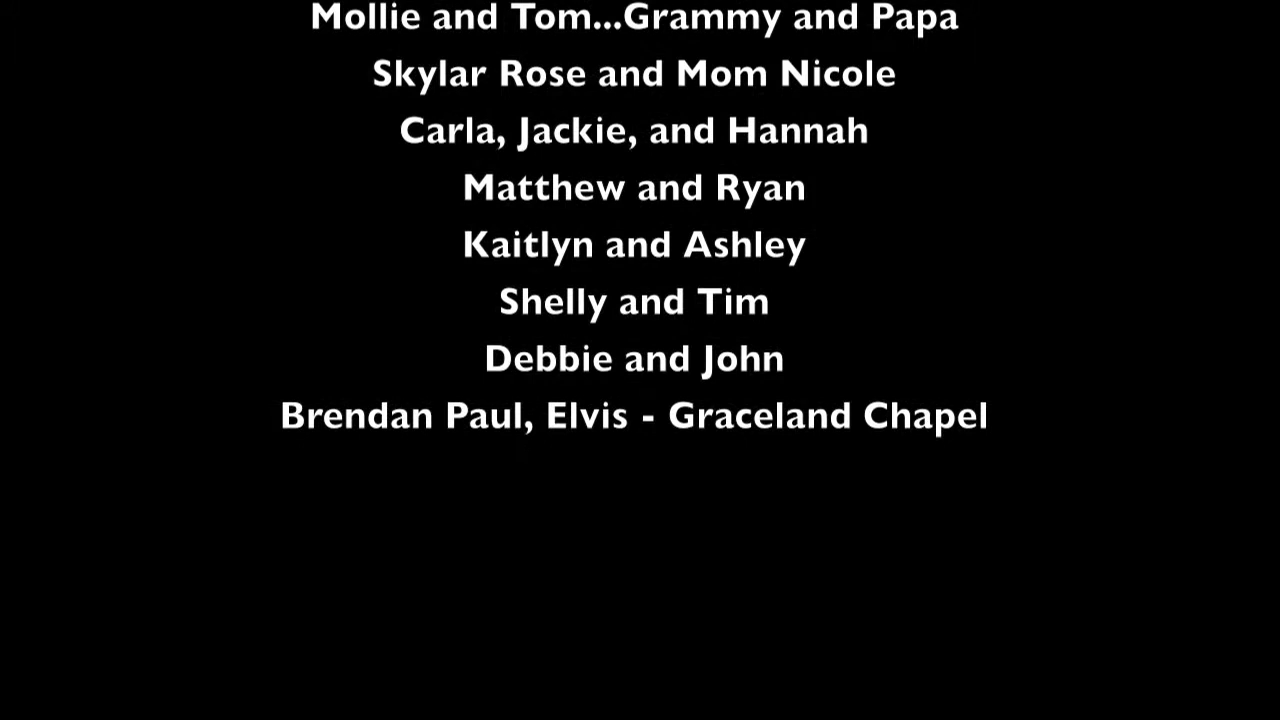 Mollie and Tom...Grammy and Papa
Skylar Rose and Mom Nicole
Carla, Jackie, and Hannah
Matthew and Ryan
Kaitlyn and Ashley
Shelly and Tim
Debbie and John
Brendan Paul, Elvis - Graceland Chapel